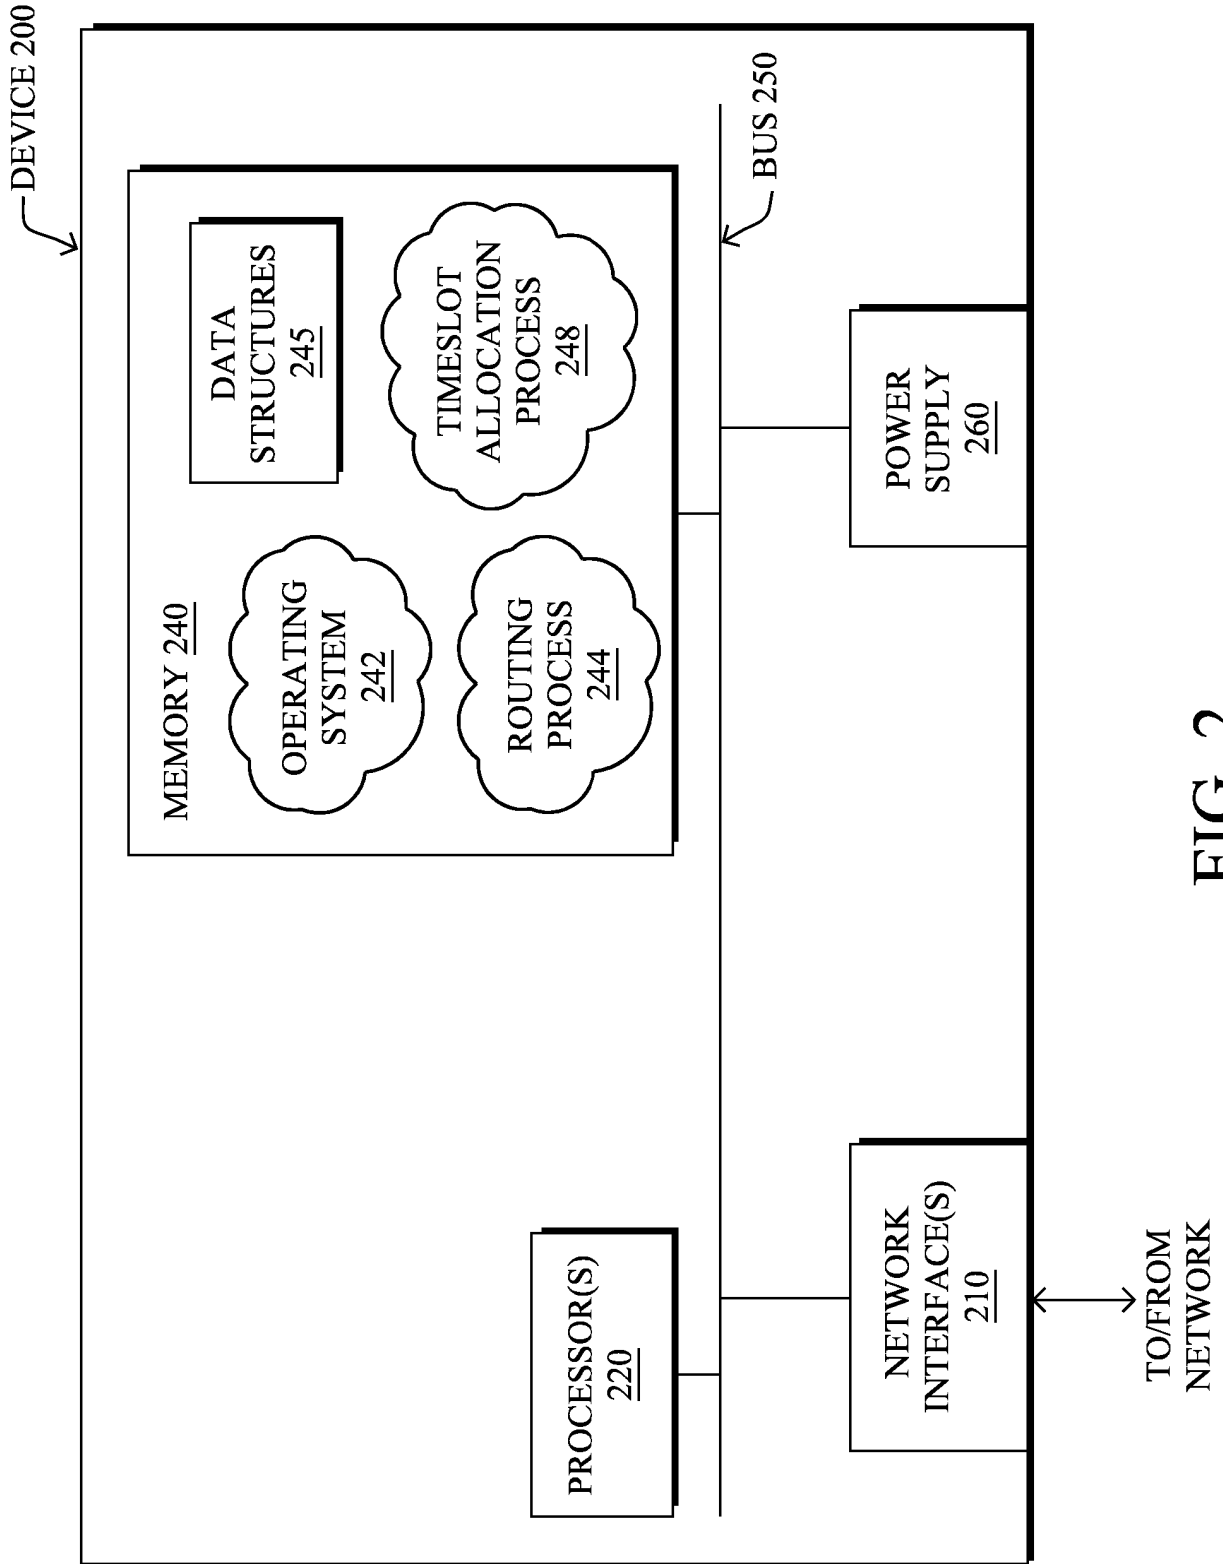 DEVICE 200
MEMORY 240
OPERATING
SYSTEM
242
DATA
STRUCTURES
245
ROUTING
PROCESS
244
TIMESLOT
ALLOCATION
PROCESS
248
PROCESSOR(S)
220
BUS 250
NETWORK
INTERFACE(S)
210
POWER
SUPPLY
260
TO/FROM
NETWORK
FIG. 2